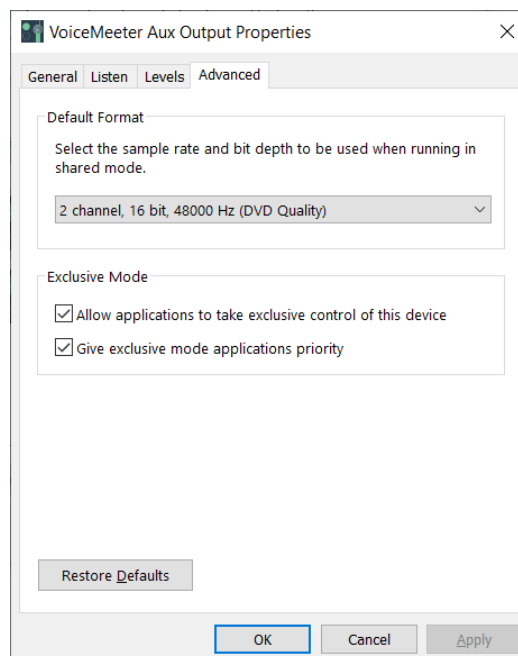 VoiceMeeter Aux Output Properties
General Listen Levels Advanced
Default Format
Select the sample rate and bit depth to be used when running in
shared mode.
2 channel, 16 bit, 48000 Hz (DVD Quality)
Exclusive Mode
Allow applications to take exclusive control of this device
Give exclusive mode applications priority
Restore Defaults
OK Cancel Apply